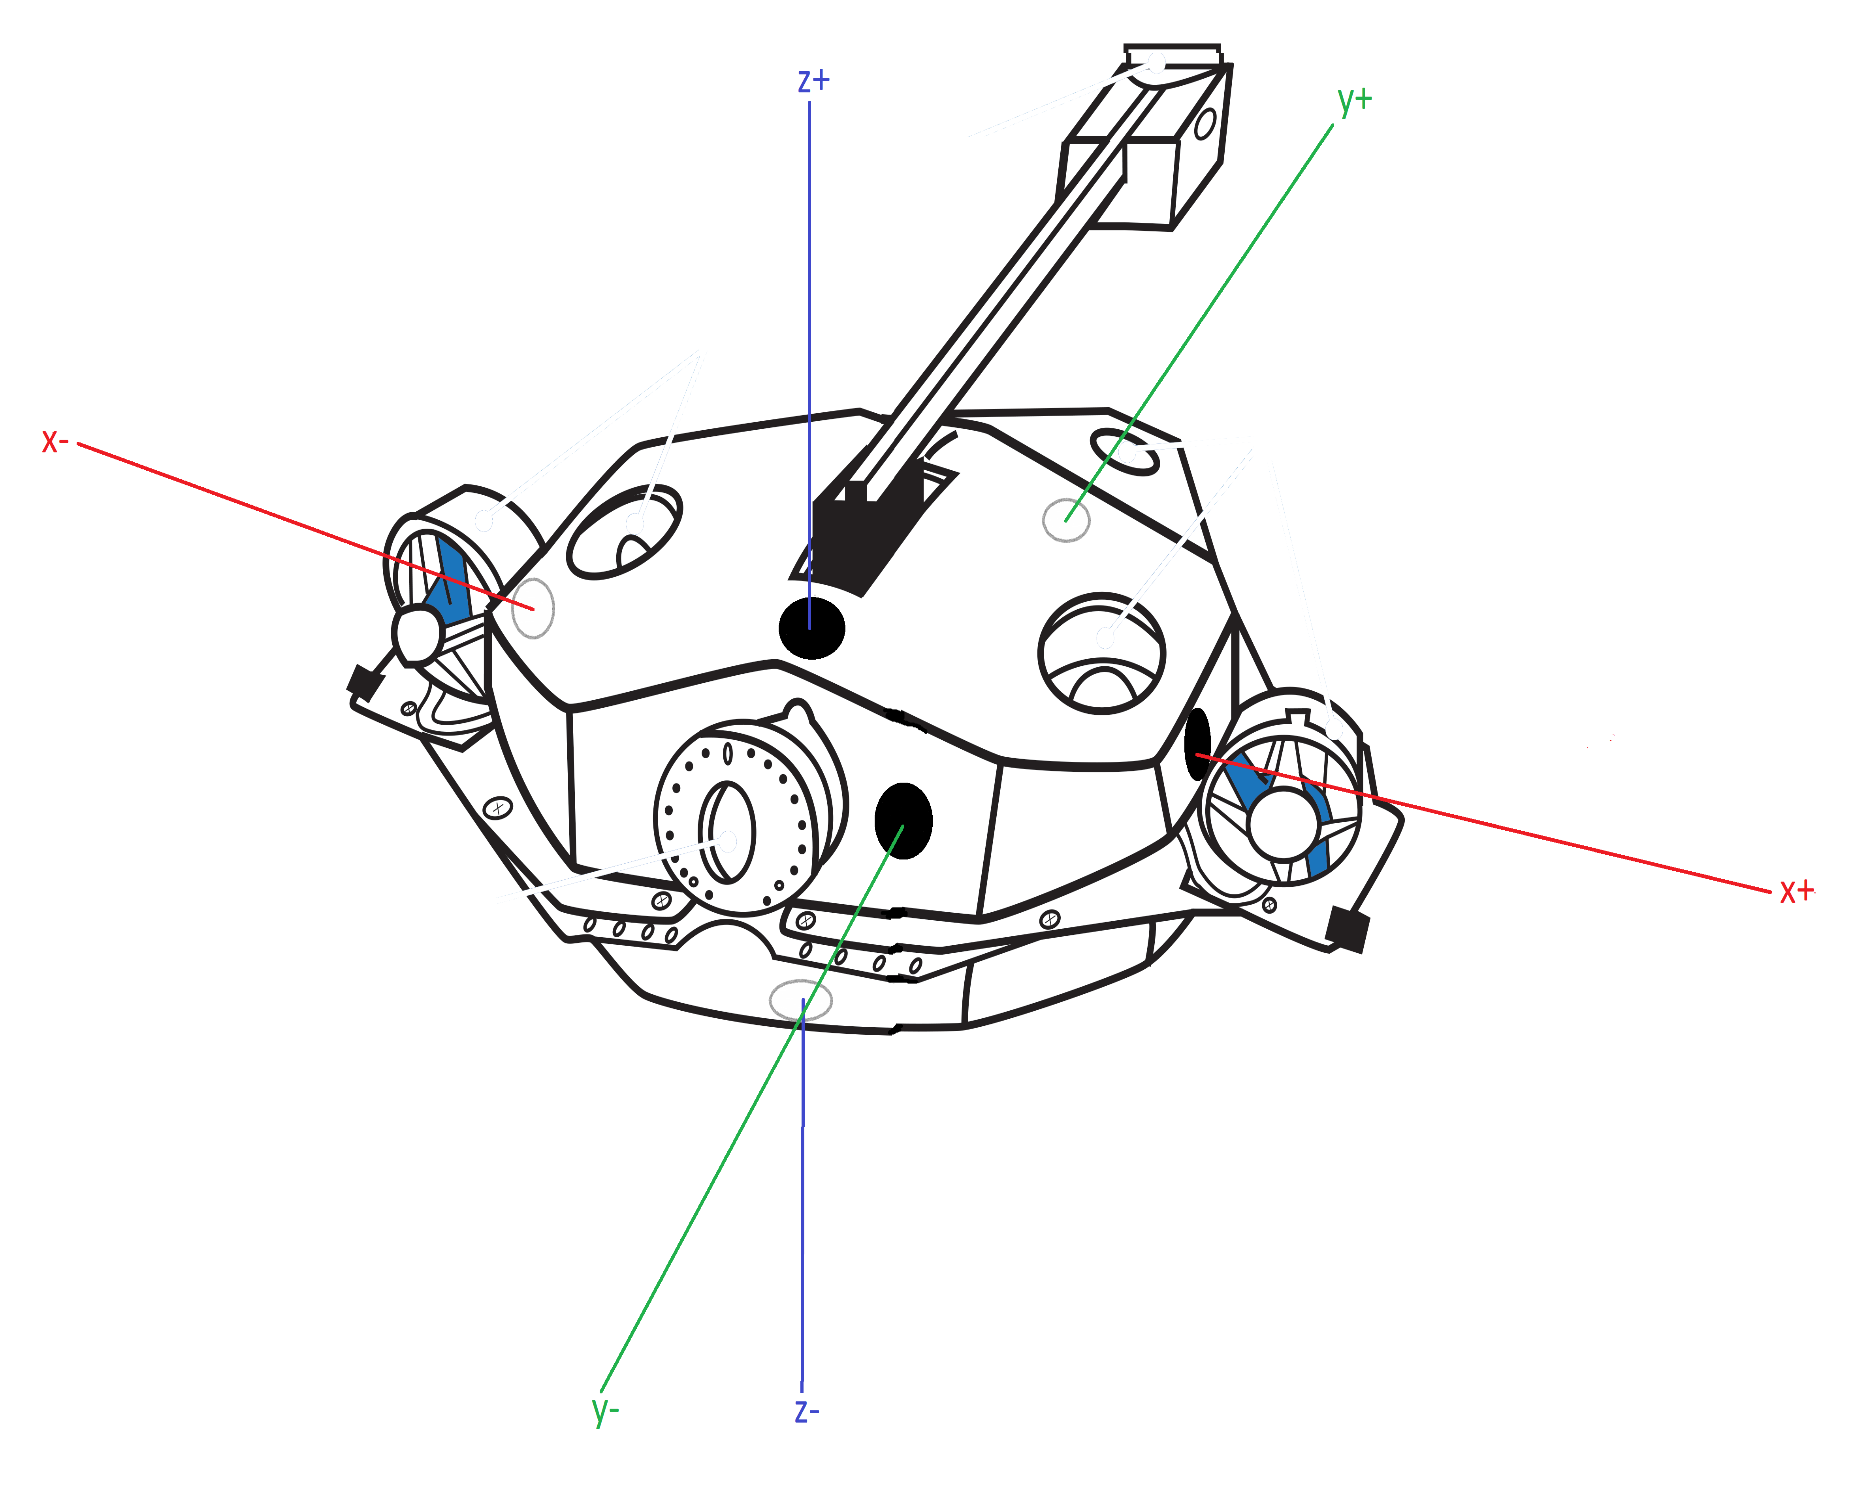 z+
y+
x-
x+
y-
z-